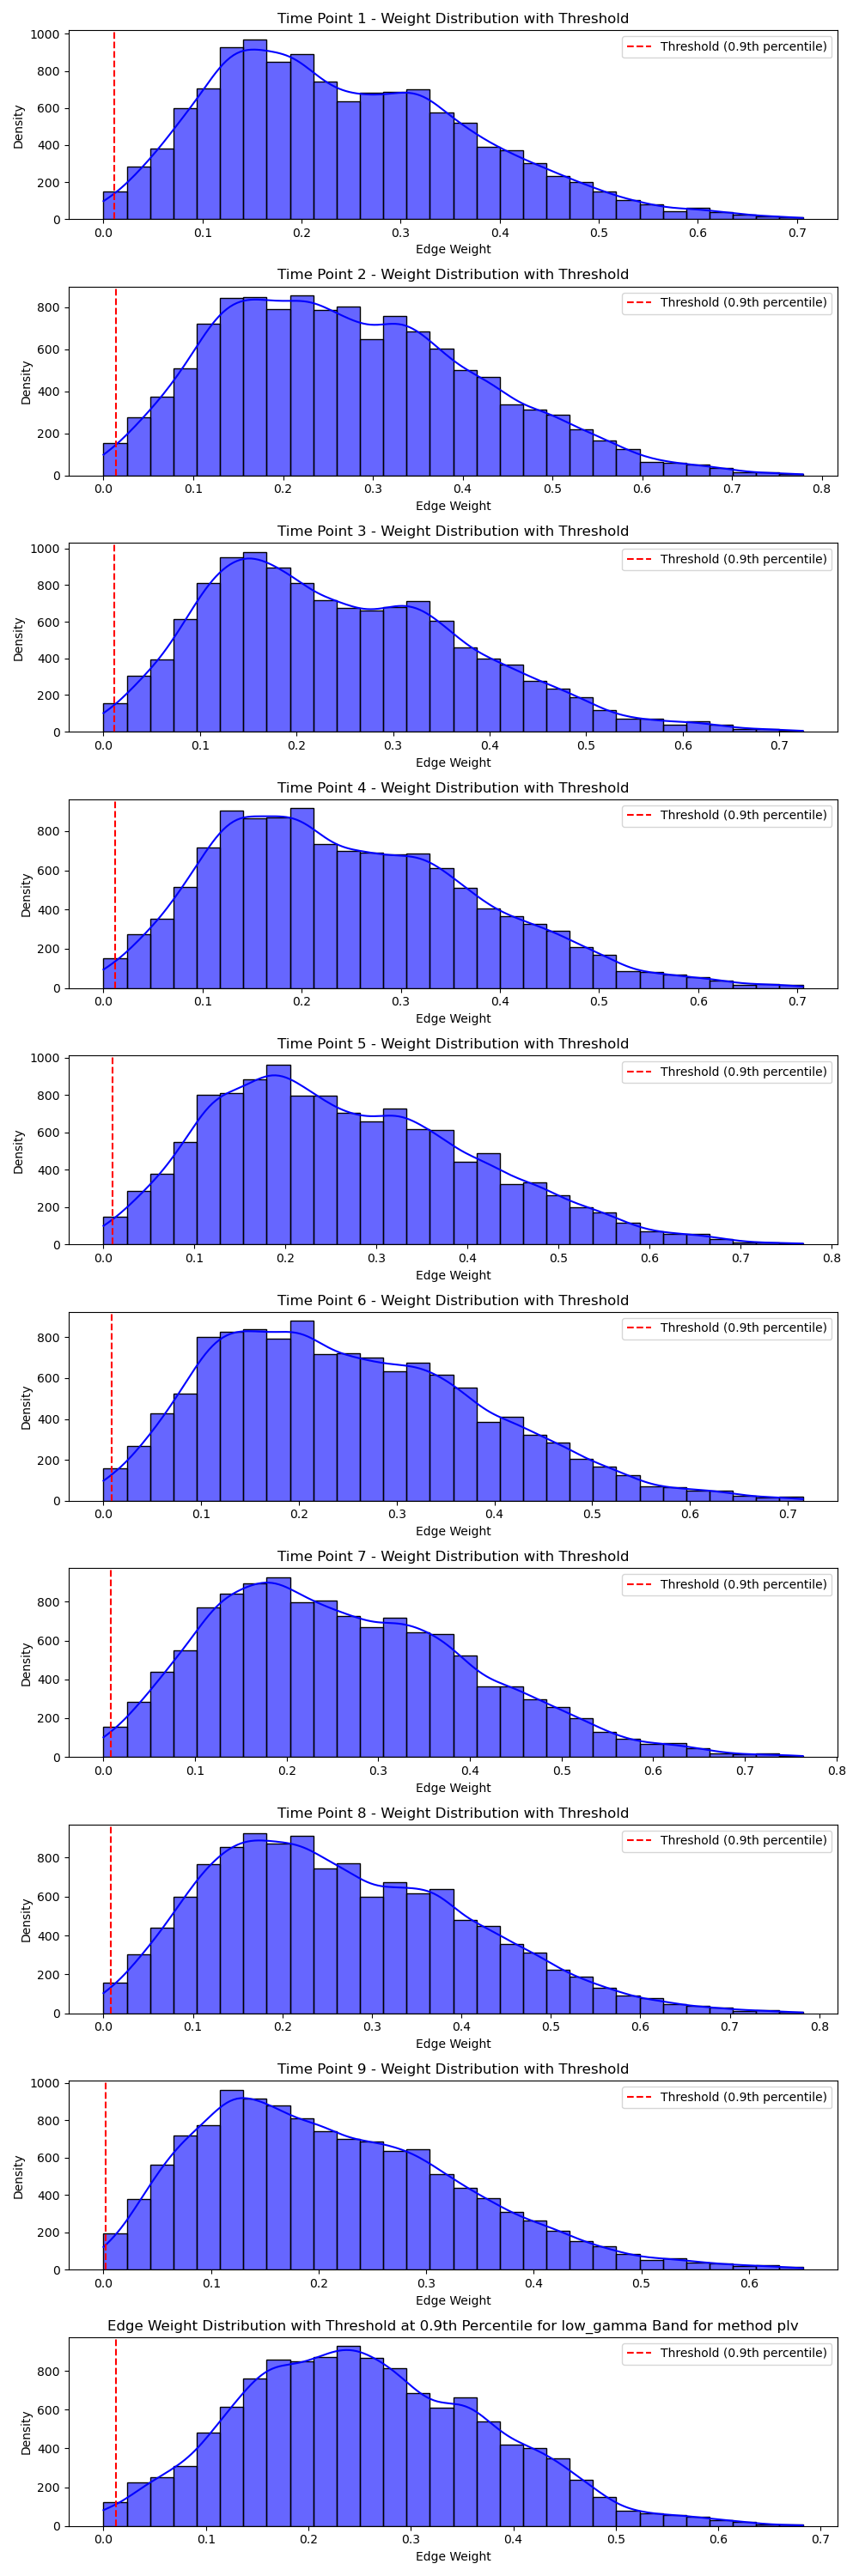 Time Point 1 - Weight Distribution with Threshold
Threshold (0.9th percentile)
Density
1000
800
600
400
200
0
0.0 0.1 0.2 0.3 0.4 0.5 0.6 0.7
Edge Weight
Time Point 2 - Weight Distribution with Threshold
Threshold (0.9th percentile)
Density
800
600
400
200
0
0.0 0.1 0.2 0.3 0.4 0.5 0.6 0.7 0.8
Edge Weight
Time Point 3 - Weight Distribution with Threshold
Threshold (0.9th percentile)
Density
1000
800
600
400
200
0
0.0 0.1 0.2 0.3 0.4 0.5 0.6 0.7
Edge Weight
Time Point 4 - Weight Distribution with Threshold
Threshold (0.9th percentile)
Density
800
600
400
200
0
0.0 0.1 0.2 0.3 0.4 0.5 0.6 0.7
Edge Weight
Time Point 5 - Weight Distribution with Threshold
Threshold (0.9th percentile)
Density
1000
800
600
400
200
0
0.0 0.1 0.2 0.3 0.4 0.5 0.6 0.7 0.8
Edge Weight
Time Point 6 - Weight Distribution with Threshold
Threshold (0.9th percentile)
Density
800
600
400
200
0
0.0 0.1 0.2 0.3 0.4 0.5 0.6 0.7
Edge Weight
Time Point 7 - Weight Distribution with Threshold
Threshold (0.9th percentile)
Density
800
600
400
200
0
0.0 0.1 0.2 0.3 0.4 0.5 0.6 0.7 0.8
Edge Weight
Time Point 8 - Weight Distribution with Threshold
Threshold (0.9th percentile)
Density
800
600
400
200
0
0.0 0.1 0.2 0.3 0.4 0.5 0.6 0.7 0.8
Edge Weight
Time Point 9 - Weight Distribution with Threshold
Threshold (0.9th percentile)
Density
1000
800
600
400
200
0
0.0 0.1 0.2 0.3 0.4 0.5 0.6
Edge Weight
Edge Weight Distribution with Threshold at 0.9th Percentile for low_gamma Band for method plv
Threshold (0.9th percentile)
Density
800
600
400
200
0
0.0 0.1 0.2 0.3 0.4 0.5 0.6 0.7
Edge Weight